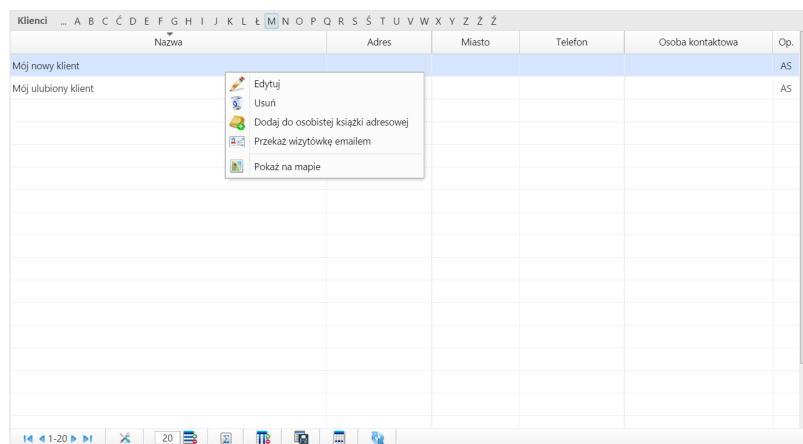 Klienci ... A B C Ć D E F G H I J K L Ł M N O P Q R S Ś T U V W X Y Z Ż Ź
Nazwa Adres Miasto Telefon Osoba kontaktowa Op.
Mój nowy klient AS
Mój ulubiony klient AS
Edytuj
Usuń
Dodaj do osobistej książki adresowej
Przekaż wizytówkę emailem
Pokaż na mapie
1-20 20